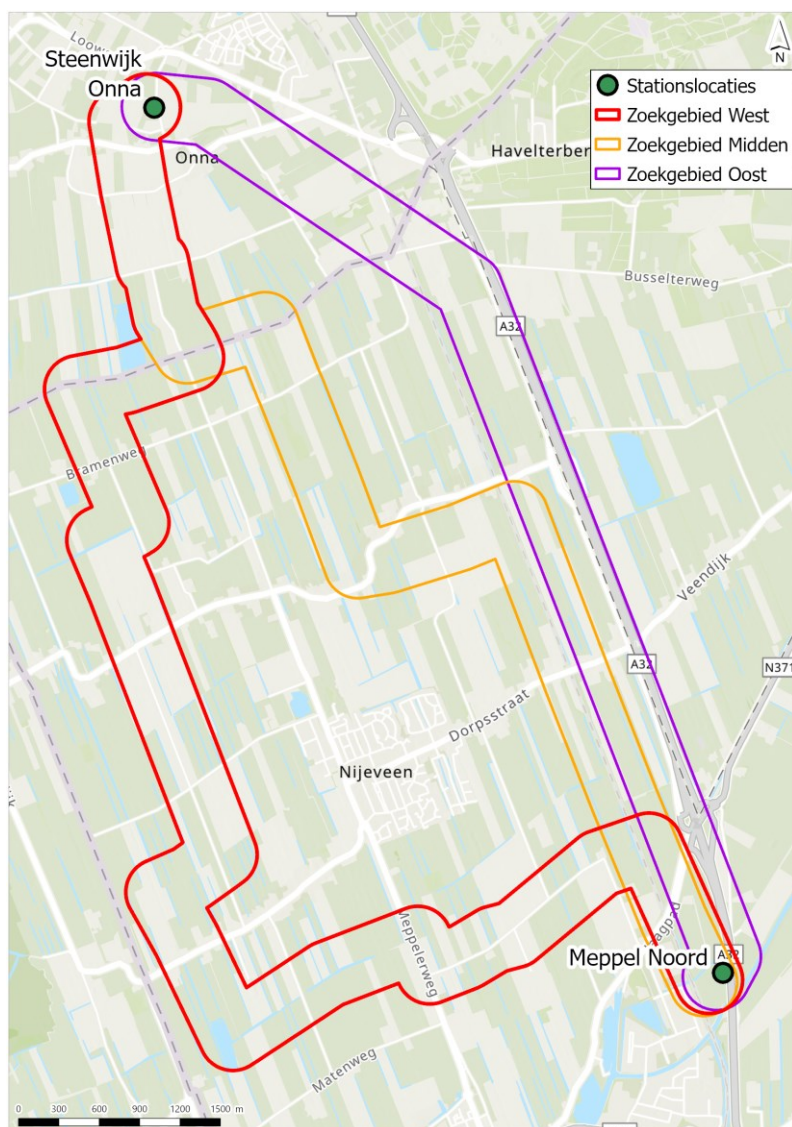 Steenwijk
Onna
N
Stationslocaties
Zoekgebied West
Zoekgebied Midden
Zoekgebied Oost
Onna
Havelterber
Busselterweg
A32
Bramenweg
Veendijk
A32
N371
Dorpsstraat
Nijeveen
Meppelerweg
Meppel Noord
A32
Matenweg
0 300 600 900 1200 1500 m